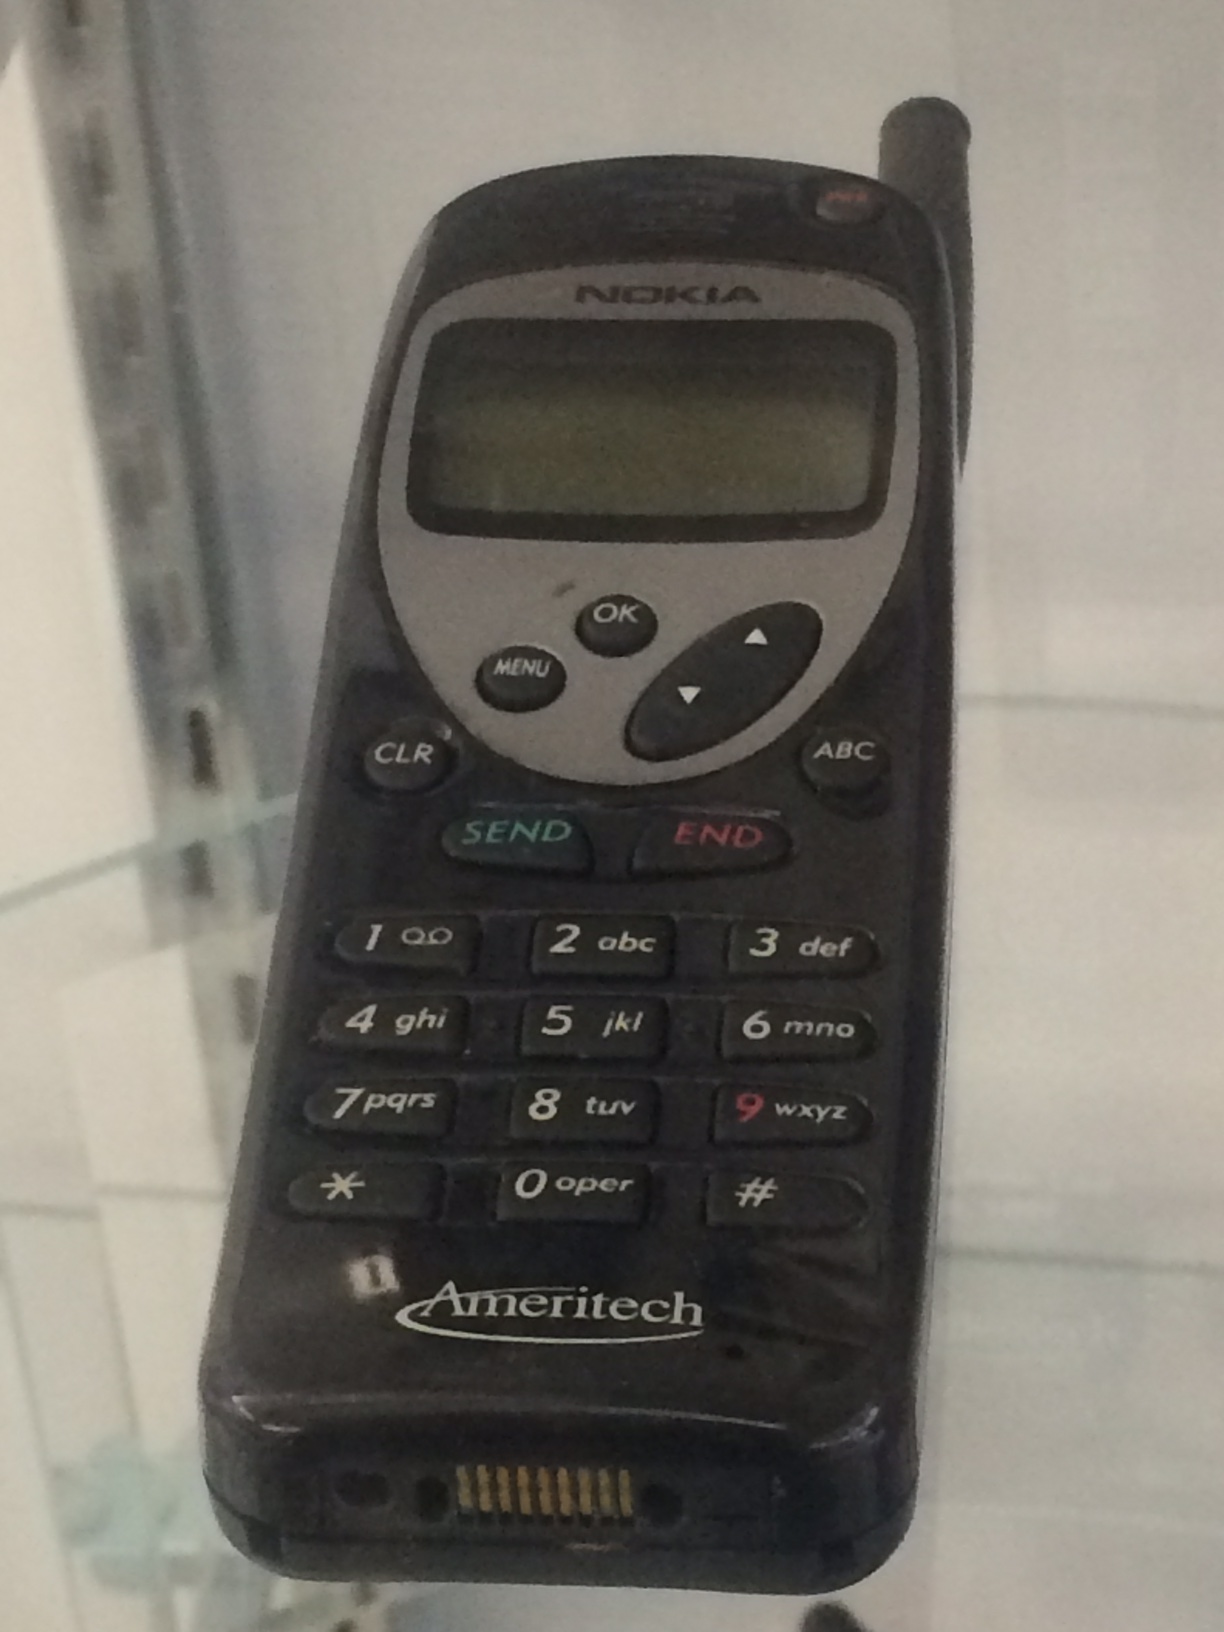 PWR
NOKIA
OK
MENU
CLR
ABC
SEND END
1 2 abc 3 def
4 ghi 5 jkl 6 mno
7 pqrs 8 tuv 9 wxyz
* 0 oper #
Ameritech